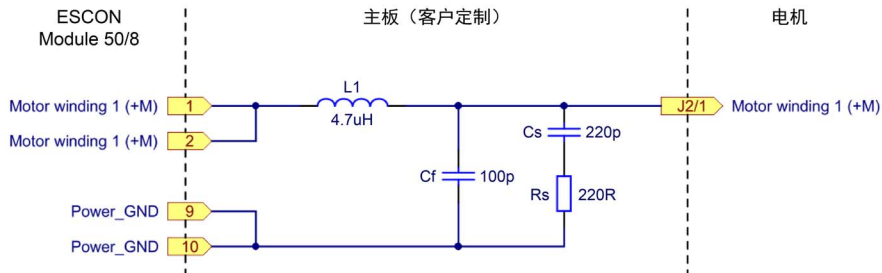 ESCON
Module 50/8
主板（客户定制）
电机
L1
4.7uH
Motor winding 1 (+M)
1
J2/1
Motor winding 1 (+M)
Motor winding 1 (+M)
2
Cs
220p
Cf
100p
Rs
220R
Power_GND
9
Power_GND
10